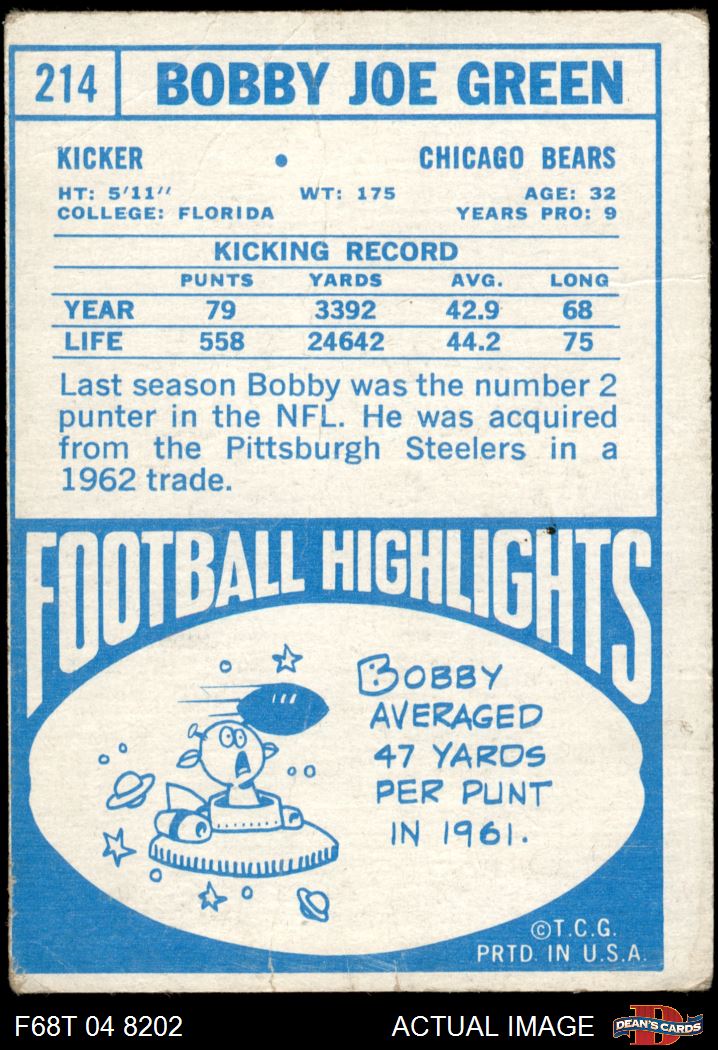 214 BOBBY JOE GREEN
KICKER • CHICAGO BEARS
HT: 5'11" WT: 175 AGE: 32
COLLEGE: FLORIDA YEARS PRO: 9
KICKING RECORD
PUNTS YARDS AVG. LONG
YEAR 79 3392 42.9 68
LIFE 558 24642 44.2 75
Last season Bobby was the number 2
punter in the NFL. He was acquired
from the Pittsburgh Steelers in a
1962 trade.
FOOTBALL HIGHLIGHTS
BOBBY
AVERAGED
47 YARDS
PER PUNT
IN 1961.
©T.C.G.
PRTD. IN U.S.A.
F68T 04 8202 ACTUAL IMAGE D DEAN'S CARDS